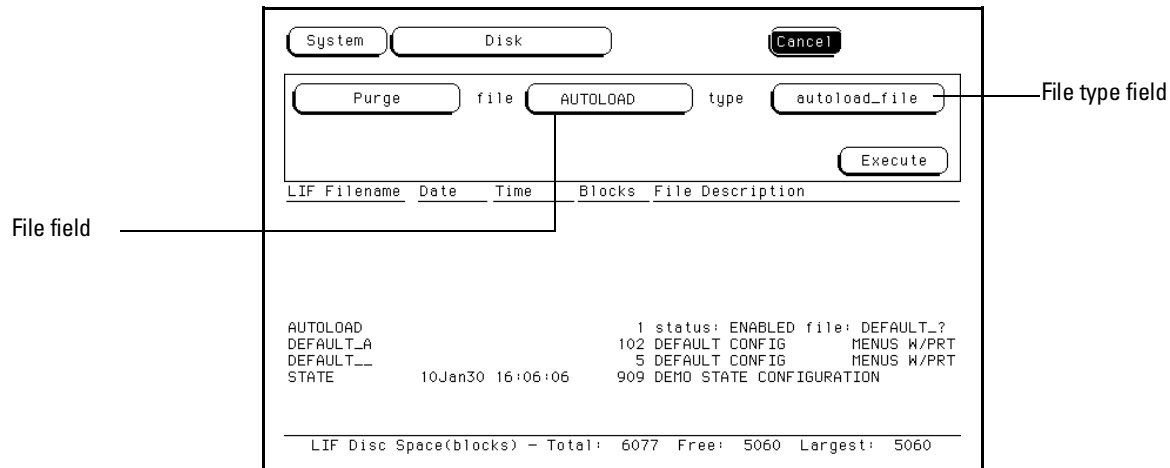 System Disk Cancel
Purge file AUTOLOAD type autoload_file
File type field
Execute
LIF Filename Date Time Blocks File Description
File field
AUTOLOAD 1 status: ENABLED file: DEFAULT_?
DEFAULT_A 102 DEFAULT CONFIG MENUS W/PRT
DEFAULT__ 5 DEFAULT CONFIG MENUS W/PRT
STATE 10Jan30 16:06:06 909 DEMO STATE CONFIGURATION
LIF Disc Space(blocks) – Total: 6077 Free: 5060 Largest: 5060